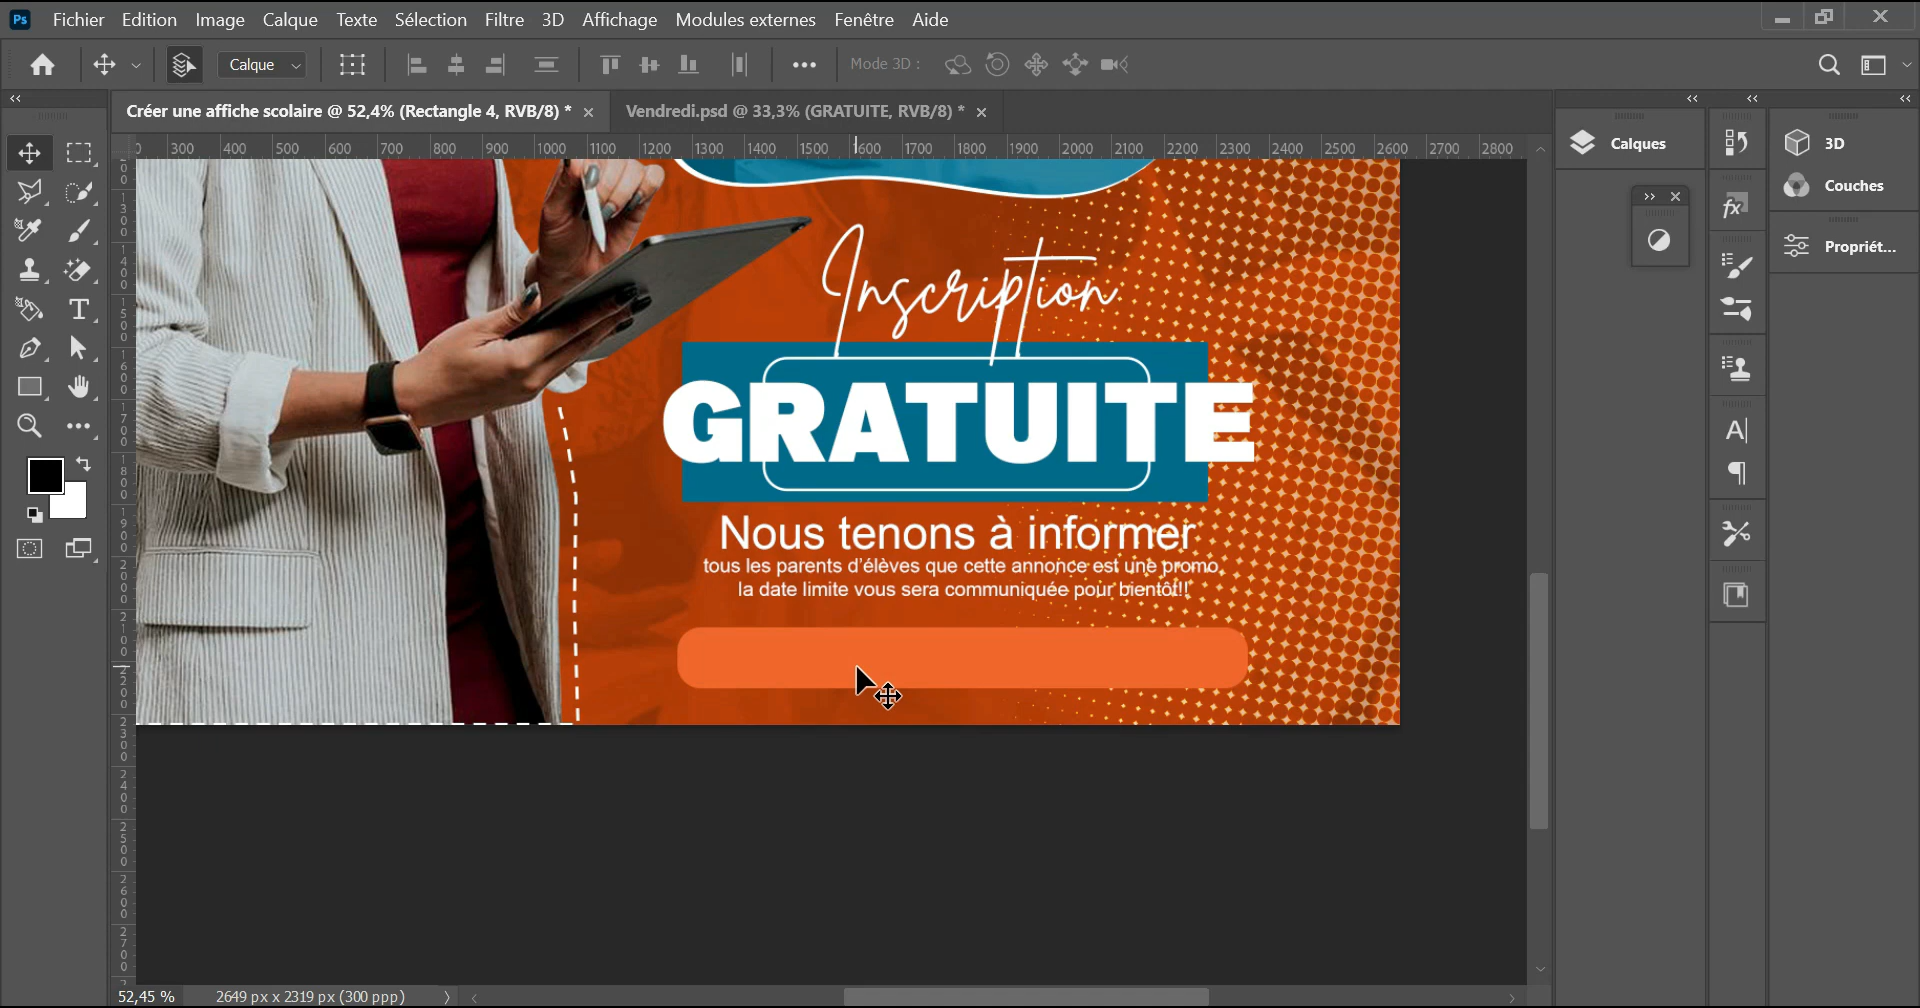 Ps Fichier Edition Image Calque Texte Sélection Filtre 3D Affichage Modules externes Fenêtre Aide
Calque Mode 3D :
Créer une affiche scolaire @ 52,4% (Rectangle 4, RVB/8) * Vendredi.psd @ 33,3% (GRATUITE, RVB/8) *
300 400 500 600 700 800 900 1000 1100 1200 1300 1400 1500 1600 1700 1800 1900 2000 2100 2200 2300 2400 2500 2600 2700 2800
Calques
3D
Couches
Propriét...
Inscription
GRATUITE
Nous tenons à informer
tous les parents d'élèves que cette annonce est une promo,
la date limite vous sera communiquée pour bientôt!!
52,45 % 2649 px x 2319 px (300 ppp)